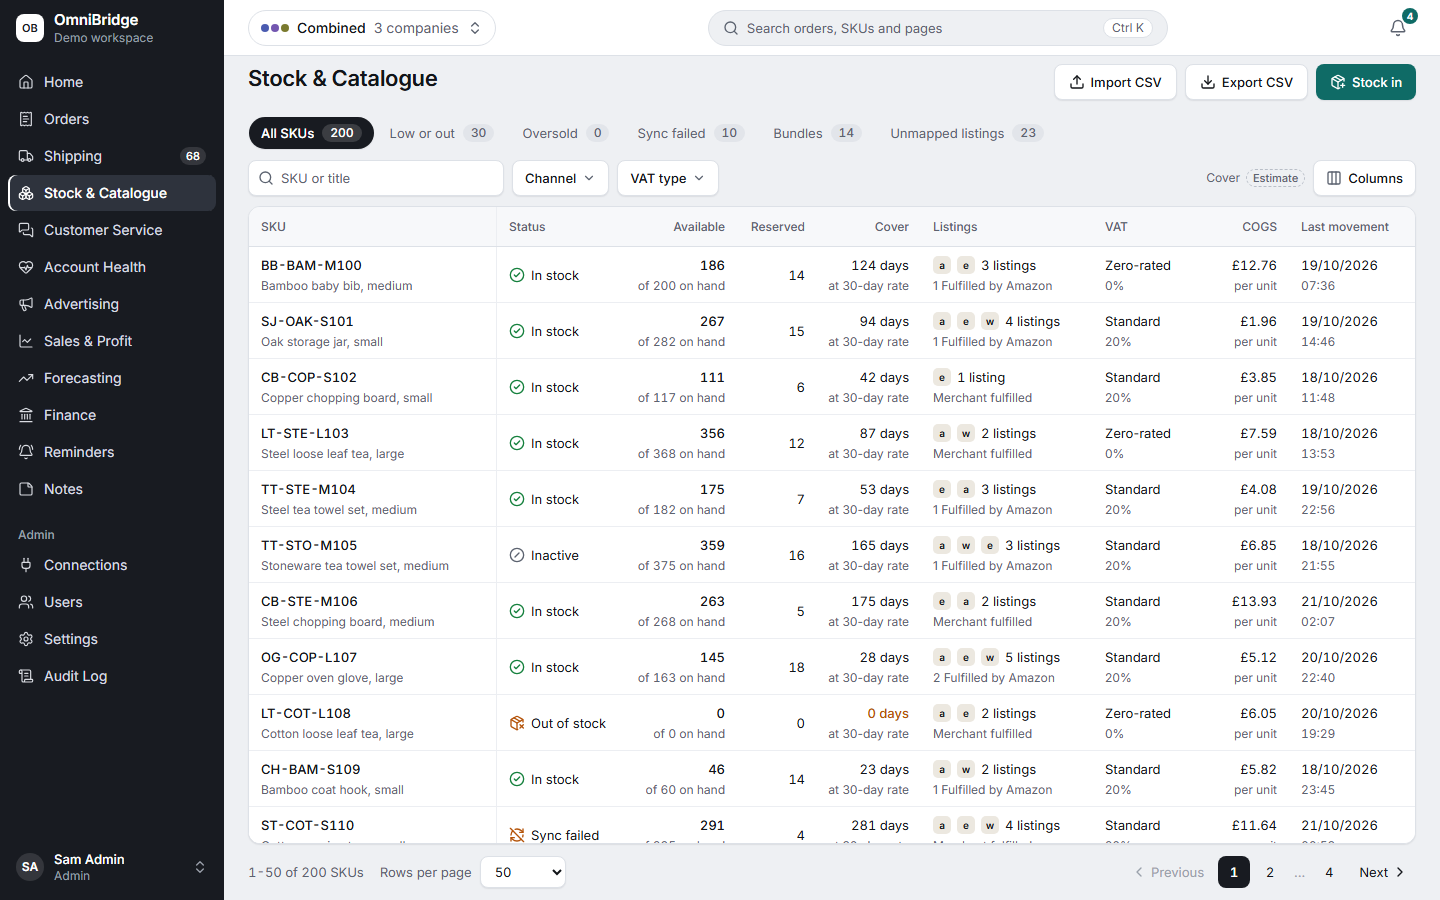 OB
OmniBridge
Demo workspace
Home
Orders
Shipping 68
Stock & Catalogue
Customer Service
Account Health
Advertising
Sales & Profit
Forecasting
Finance
Reminders
Notes
Admin
Connections
Users
Settings
Audit Log
SA
Sam Admin
Admin
Combined 3 companies
Search orders, SKUs and pages Ctrl K
4
Stock & Catalogue
Import CSV
Export CSV
Stock in
All SKUs 200
Low or out 30
Oversold 0
Sync failed 10
Bundles 14
Unmapped listings 23
SKU or title
Channel
VAT type
Cover Estimate
Columns
SKU Status Available Reserved Cover Listings VAT COGS Last movement
BB-BAM-M100 In stock 186 14 124 days a e 3 listings Zero-rated £12.76 19/10/2026
Bamboo baby bib, medium of 200 on hand at 30-day rate 1 Fulfilled by Amazon 0% per unit 07:36
SJ-OAK-S101 In stock 267 15 94 days a e w 4 listings Standard £1.96 19/10/2026
Oak storage jar, small of 282 on hand at 30-day rate 1 Fulfilled by Amazon 20% per unit 14:46
CB-COP-S102 In stock 111 6 42 days e 1 listing Standard £3.85 18/10/2026
Copper chopping board, small of 117 on hand at 30-day rate Merchant fulfilled 20% per unit 11:48
LT-STE-L103 In stock 356 12 87 days a w 2 listings Zero-rated £7.59 18/10/2026
Steel loose leaf tea, large of 368 on hand at 30-day rate Merchant fulfilled 0% per unit 13:53
TT-STE-M104 In stock 175 7 53 days e a 3 listings Standard £4.08 19/10/2026
Steel tea towel set, medium of 182 on hand at 30-day rate 1 Fulfilled by Amazon 20% per unit 22:56
TT-STO-M105 Inactive 359 16 165 days a w e 3 listings Standard £6.85 18/10/2026
Stoneware tea towel set, medium of 375 on hand at 30-day rate 1 Fulfilled by Amazon 20% per unit 21:55
CB-STE-M106 In stock 263 5 175 days e a 2 listings Standard £13.93 21/10/2026
Steel chopping board, medium of 268 on hand at 30-day rate Merchant fulfilled 20% per unit 02:07
OG-COP-L107 In stock 145 18 28 days a e w 5 listings Standard £5.12 20/10/2026
Copper oven glove, large of 163 on hand at 30-day rate 2 Fulfilled by Amazon 20% per unit 22:40
LT-COT-L108 Out of stock 0 0 0 days a e 2 listings Zero-rated £6.05 20/10/2026
Cotton loose leaf tea, large of 0 on hand at 30-day rate Merchant fulfilled 0% per unit 19:29
CH-BAM-S109 In stock 46 14 23 days a w 2 listings Standard £5.82 18/10/2026
Bamboo coat hook, small of 60 on hand at 30-day rate 1 Fulfilled by Amazon 20% per unit 23:45
ST-COT-S110 Sync failed 291 4 281 days a e w 4 listings Standard £11.64 21/10/2026
1-50 of 200 SKUs Rows per page 50
Previous 1 2 ... 4 Next